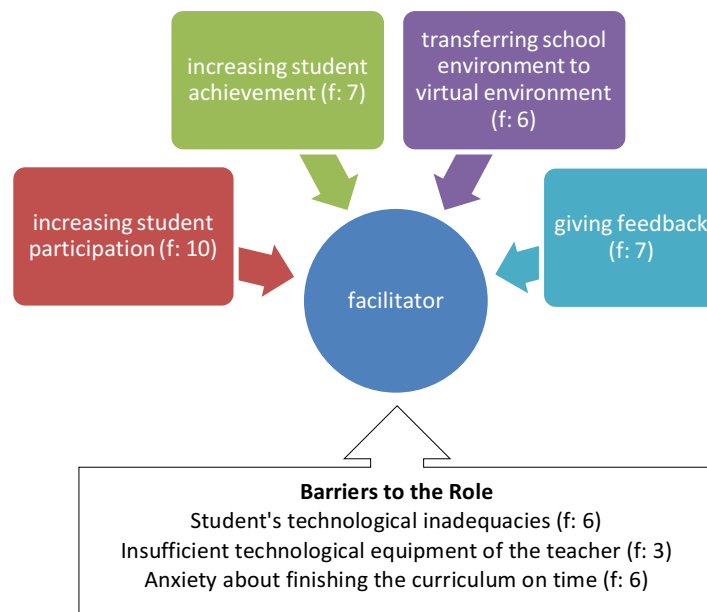 increasing student
participation (f: 10)
increasing student
achievement (f: 7)
transferring school
environment to
virtual environment
(f: 6)
giving feedback
(f: 7)
facilitator
Barriers to the Role
Student's technological inadequacies (f: 6)
Insufficient technological equipment of the teacher (f: 3)
Anxiety about finishing the curriculum on time (f: 6)